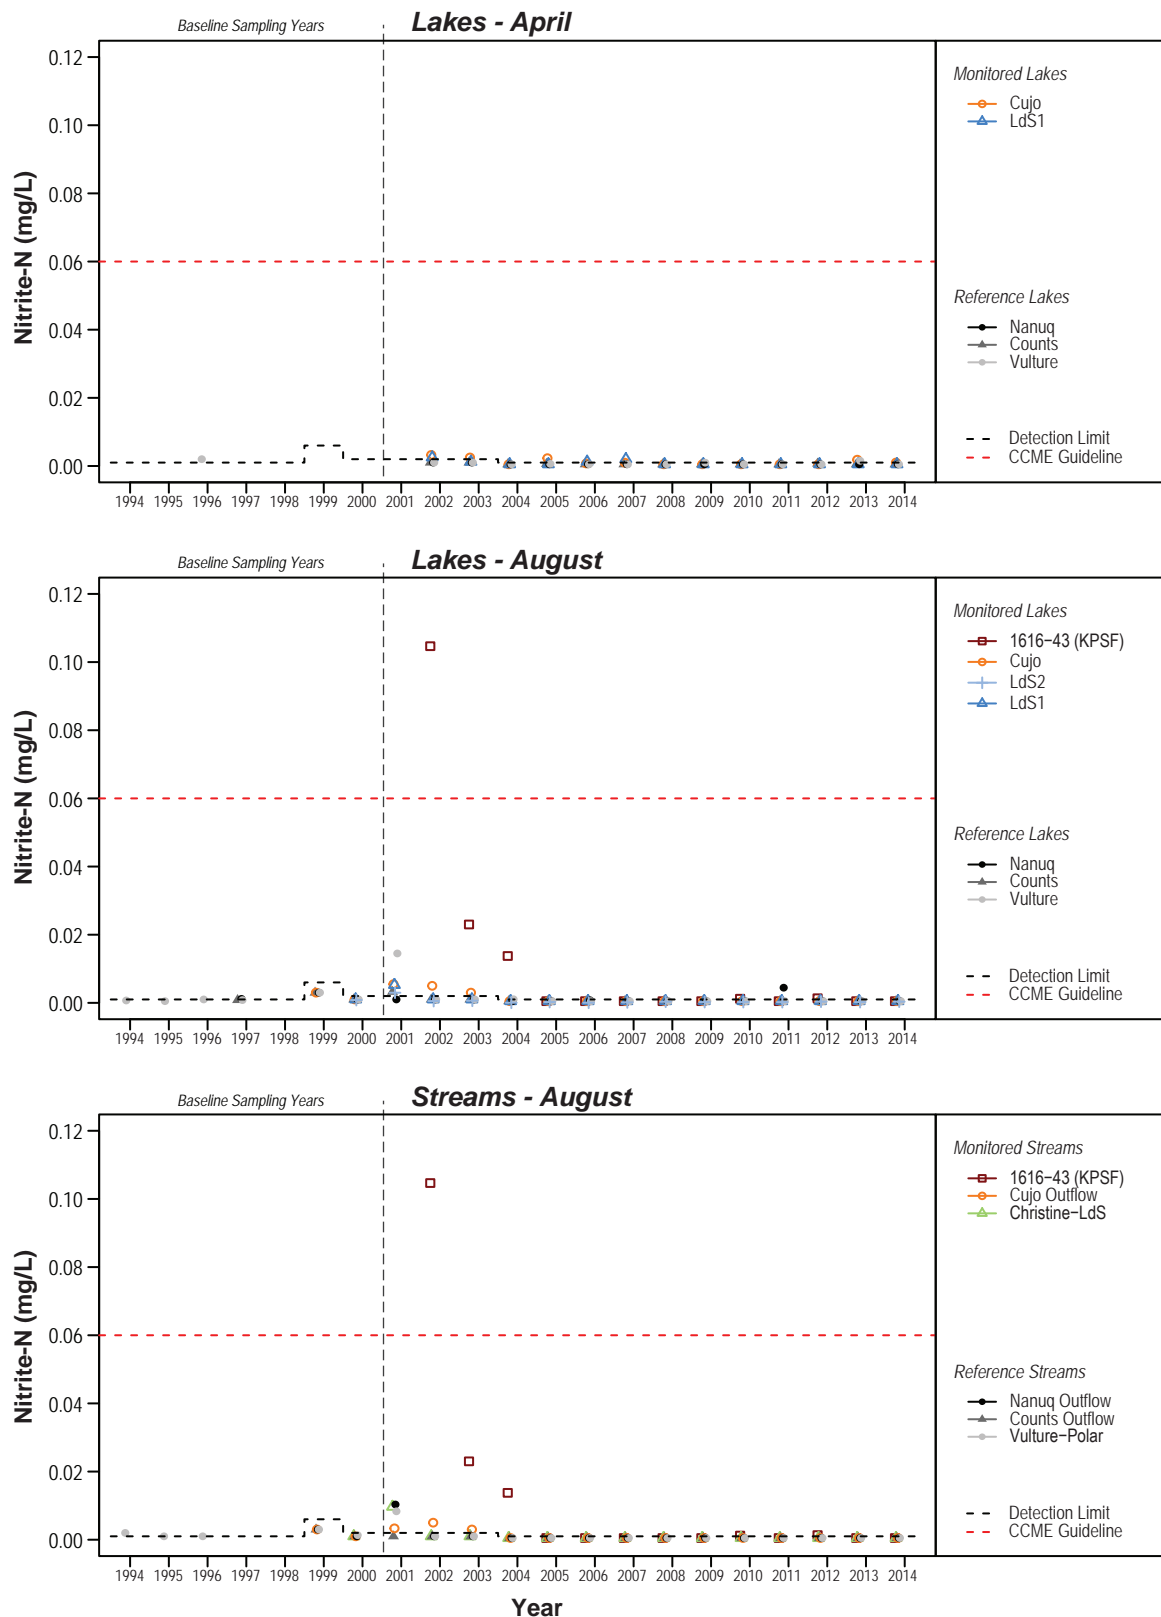 Baseline Sampling Years
Lakes - April
Nitrite-N (mg/L)
0.12
0.10
0.08
0.06
0.04
0.02
0.00
1994 1995 1996 1997 1998 1999 2000 2001 2002 2003 2004 2005 2006 2007 2008 2009 2010 2011 2012 2013 2014
Monitored Lakes
Cujo
LdS1
Reference Lakes
Nanuq
Counts
Vulture
Detection Limit
CCME Guideline
Baseline Sampling Years
Lakes - August
Nitrite-N (mg/L)
0.12
0.10
0.08
0.06
0.04
0.02
0.00
1994 1995 1996 1997 1998 1999 2000 2001 2002 2003 2004 2005 2006 2007 2008 2009 2010 2011 2012 2013 2014
Monitored Lakes
1616−43 (KPSF)
Cujo
LdS2
LdS1
Reference Lakes
Nanuq
Counts
Vulture
Detection Limit
CCME Guideline
Baseline Sampling Years
Streams - August
Nitrite-N (mg/L)
0.12
0.10
0.08
0.06
0.04
0.02
0.00
1994 1995 1996 1997 1998 1999 2000 2001 2002 2003 2004 2005 2006 2007 2008 2009 2010 2011 2012 2013 2014
Year
Monitored Streams
1616−43 (KPSF)
Cujo Outflow
Christine−LdS
Reference Streams
Nanuq Outflow
Counts Outflow
Vulture−Polar
Detection Limit
CCME Guideline